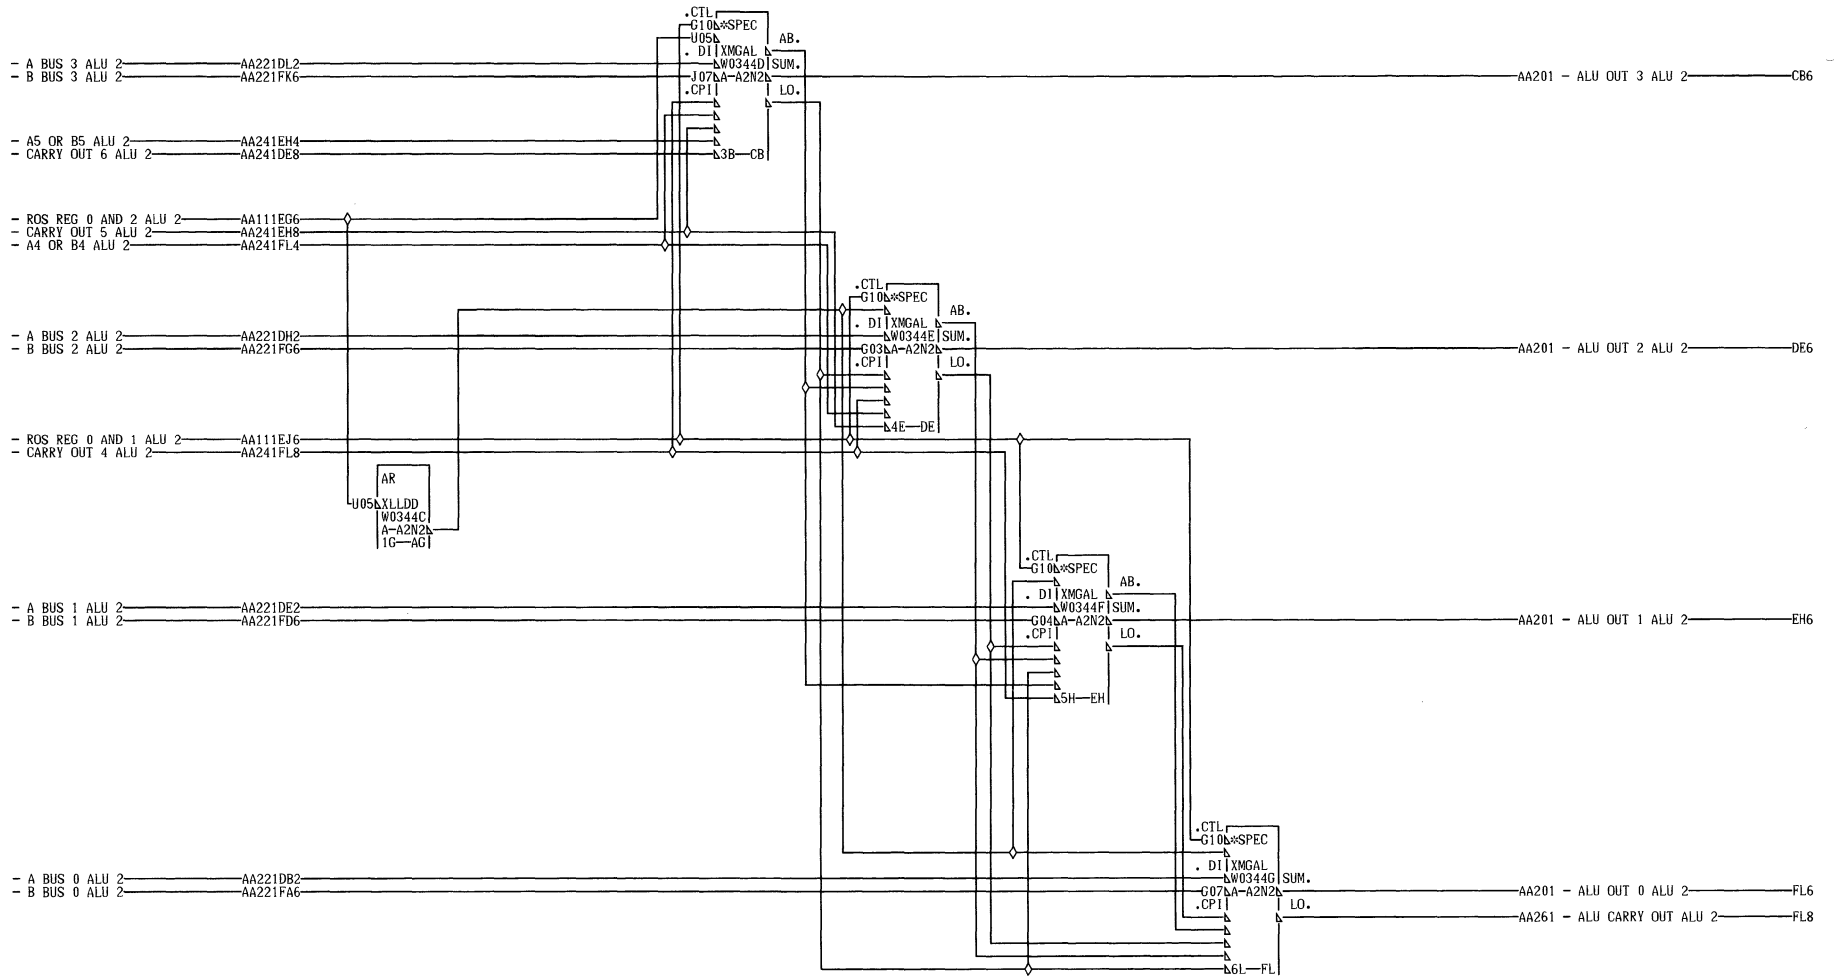 .CTL
G10 *SPEC
U05 AB.
. DI XMGAL
- A BUS 3 ALU 2 AA221DL2 W0344D SUM.
- B BUS 3 ALU 2 AA221FK6 J07 A-A2N2 AA201 - ALU OUT 3 ALU 2 CB6
.CPI LO.
- A5 OR B5 ALU 2 AA241EH4
- CARRY OUT 6 ALU 2 AA241DE8 3B-CB
- ROS REG 0 AND 2 ALU 2 AA111EG6
- CARRY OUT 5 ALU 2 AA241EH8
- A4 OR B4 ALU 2 AA241FL4
.CTL
G10 *SPEC
AB.
. DI XMGAL
- A BUS 2 ALU 2 AA221DH2 W0344E SUM.
- B BUS 2 ALU 2 AA221FG6 G03 A-A2N2 AA201 - ALU OUT 2 ALU 2 DE6
.CPI LO.
4E-DE
- ROS REG 0 AND 1 ALU 2 AA111EJ6
- CARRY OUT 4 ALU 2 AA241FL8
AR
U05 XLLDD
W0344C
A-A2N2
1G-AG
.CTL
G10 *SPEC
AB.
. DI XMGAL
- A BUS 1 ALU 2 AA221DE2 W0344F SUM.
- B BUS 1 ALU 2 AA221FD6 G04 A-A2N2 AA201 - ALU OUT 1 ALU 2 EH6
.CPI LO.
5H-EH
.CTL
G10 *SPEC
. DI XMGAL
- A BUS 0 ALU 2 AA221DB2 W0344G SUM.
- B BUS 0 ALU 2 AA221FA6 G07 A-A2N2 AA201 - ALU OUT 0 ALU 2 FL6
.CPI LO.
AA261 - ALU CARRY OUT ALU 2 FL8
6L-FL